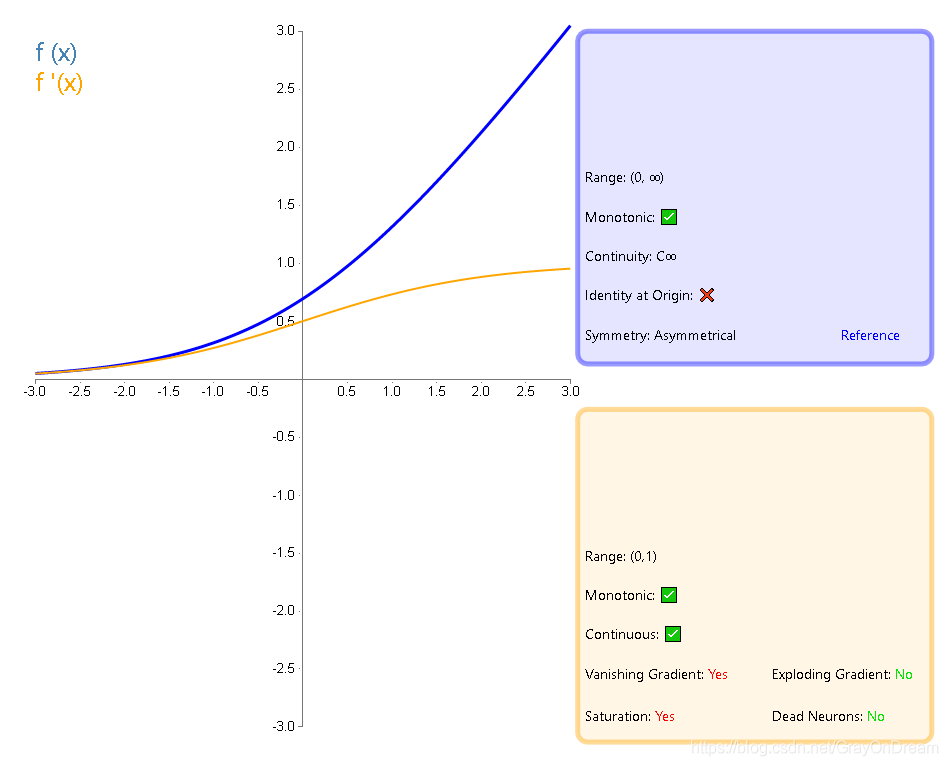 f (x)
f '(x)
3.0
2.5
2.0
1.5
1.0
0.5
-3.0 -2.5 -2.0 -1.5 -1.0 -0.5 0.5 1.0 1.5 2.0 2.5 3.0
-0.5
-1.0
-1.5
-2.0
-2.5
-3.0
Range: (0, ∞)
Monotonic: ✅
Continuity: C∞
Identity at Origin: ❌
Symmetry: Asymmetrical Reference
Range: (0,1)
Monotonic: ✅
Continuous: ✅
Vanishing Gradient: Yes Exploding Gradient: No
Saturation: Yes Dead Neurons: No
https://blog.csdn.net/GrayOnDream